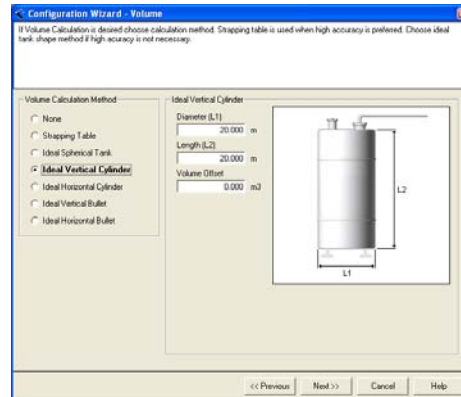 Configuration Wizard - Volume
If Volume Calculation is desired choose calculation method. Strapping table is used when high accuracy is preferred. Choose ideal
tank shape method if high acuracy is not necessary.
Volume Calculation Method
None
Strapping Table
Ideal Spherical Tank
Ideal Vertical Cylinder
Ideal Horizontal Cylinder
Ideal Vertical Bullet
Ideal Horizontal Bullet
Ideal Vertical Cylinder
Diameter (L1)
20.000 m
Length (L2)
20.000 m
Volume Offset
0.000 m3
L2
L1
<< Previous Next >> Cancel Help